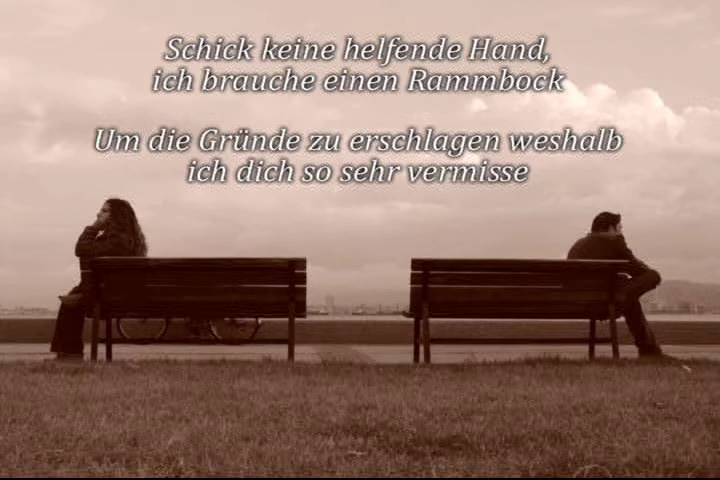 Schick keine helfende Hand,
ich brauche einen Rammbock
Um die Gründe zu erschlagen weshalb
ich dich so sehr vermisse